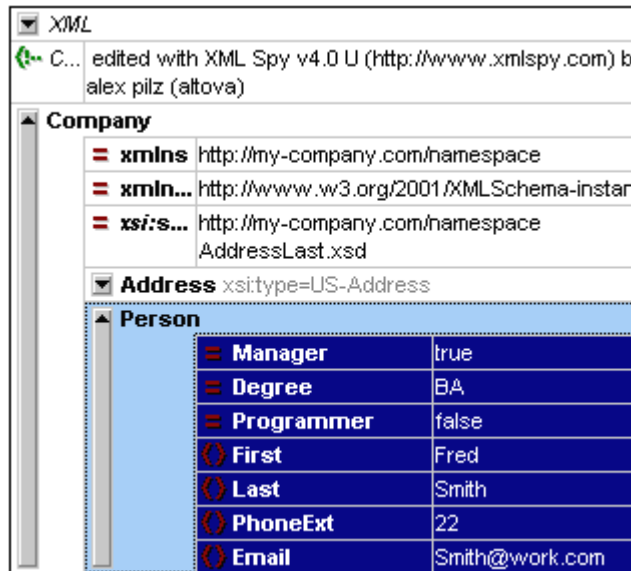 XML
C... edited with XML Spy v4.0 U (http://www.xmlspy.com) b
alex pilz (altova)
Company
= xmlns http://my-company.com/namespace
= xmln... http://www.w3.org/2001/XMLSchema-instan
= xsi:s... http://my-company.com/namespace
AddressLast.xsd
Address xsi:type=US-Address
Person
= Manager true
= Degree BA
= Programmer false
() First Fred
() Last Smith
() PhoneExt 22
() Email Smith@work.com